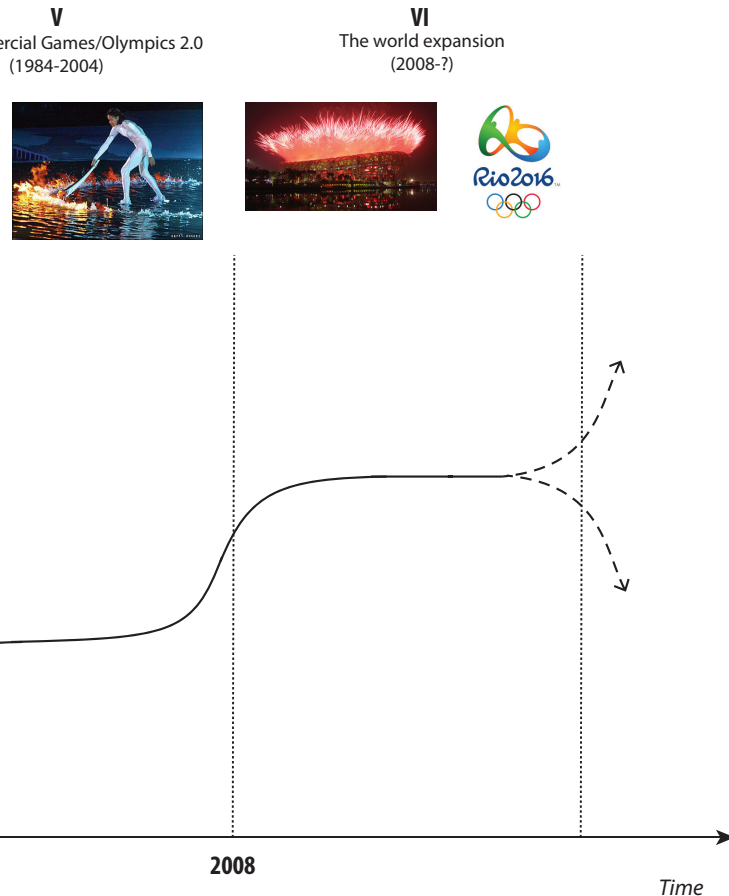 V
ercial Games/Olympics 2.0
(1984-2004)
VI
The world expansion
(2008-?)
Rio2016
2008
Time